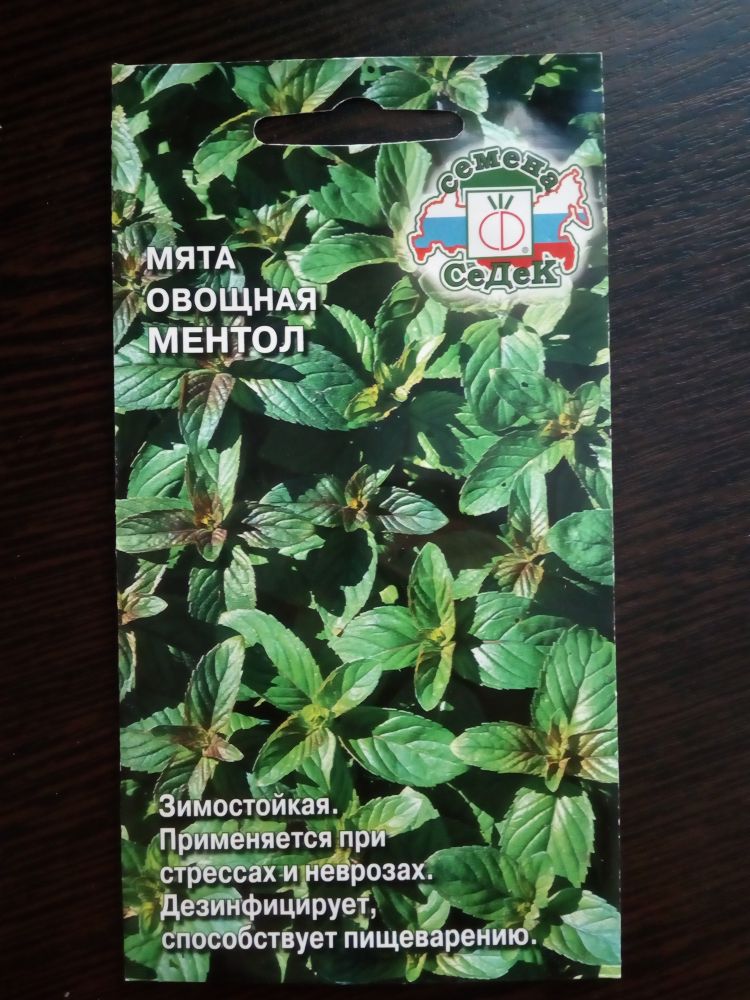 семена
СеДеК
МЯТА
ОВОЩНАЯ
МЕНТОЛ
Зимостойкая.
Применяется при
стрессах и неврозах.
Дезинфицирует,
способствует пищеварению.